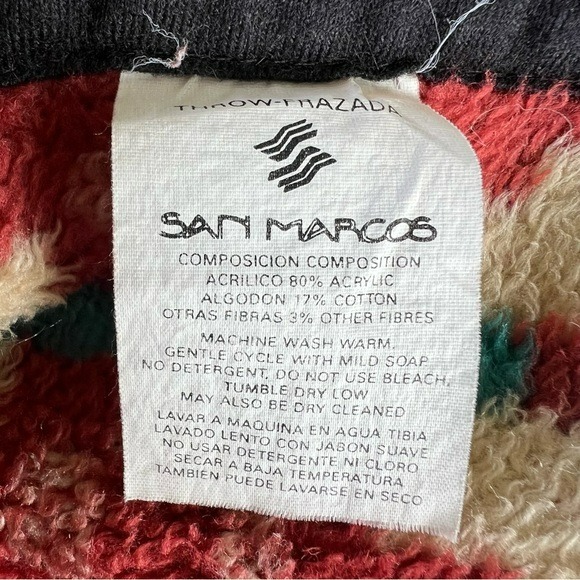 THROW-FRAZADA
SAN MARCOS
COMPOSICION COMPOSITION
ACRILICO 80% ACRYLIC
ALGODON 17% COTTON
OTRAS FIBRAS 3% OTHER FIBRES
MACHINE WASH WARM.
GENTLE CYCLE WITH MILD SOAP
NO DETERGENT, DO NOT USE BLEACH.
TUMBLE DRY LOW
MAY ALSO BE DRY CLEANED
LAVAR A MAQUINA EN AGUA TIBIA
LAVADO LENTO CON JABON SUAVE
NO USAR DETERGENTE NI CLORO
SECAR A BAJA TEMPERATURA
TAMBIEN PUEDE LAVARSE EN SECO